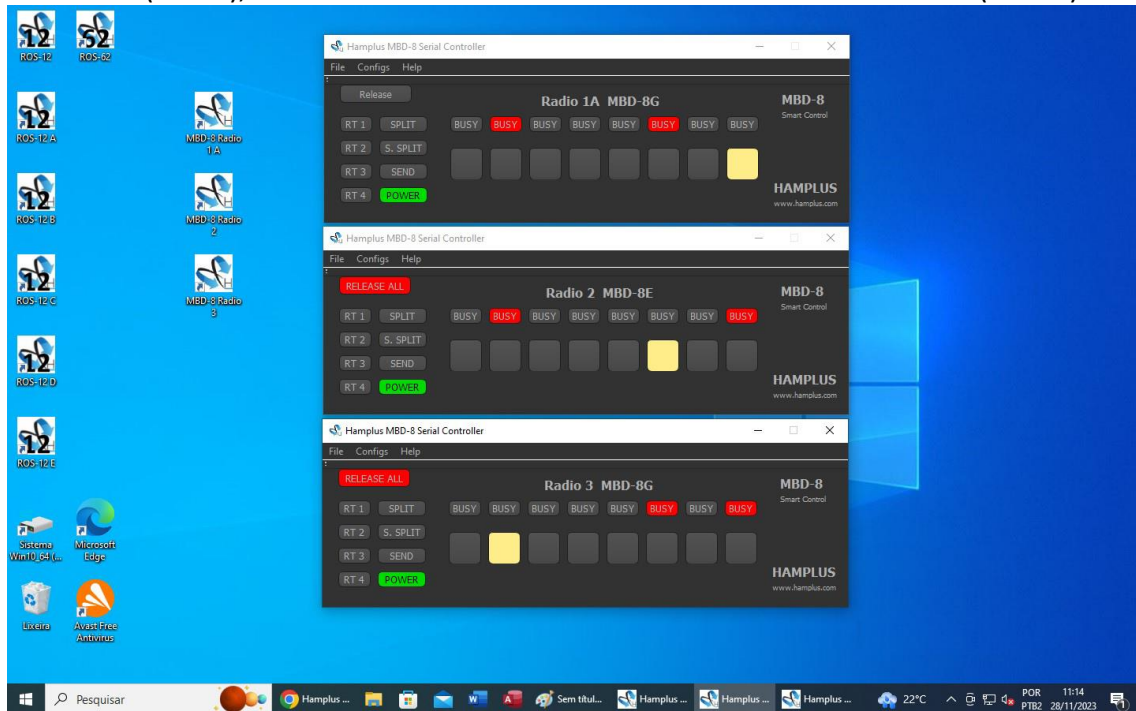 ROS-12
ROS-62
ROS-12 A
MBD-8 Radio
1A
ROS-12 B
MBD-8 Radio
2
ROS-12 C
MBD-8 Radio
3
ROS-12 D
ROS-12 E
Sistema
Win10_64 (...
Microsoft
Edge
Lixeira
Avast Free
Antivirus
Hamplus MBD-8 Serial Controller
File Configs Help
Release
Radio 1A MBD-8G
MBD-8
Smart Control
RT 1 SPLIT BUSY BUSY BUSY BUSY BUSY BUSY BUSY BUSY
RT 2 S. SPLIT
RT 3 SEND
RT 4 POWER
HAMPLUS
www.hamplus.com
Hamplus MBD-8 Serial Controller
File Configs Help
RELEASE ALL
Radio 2 MBD-8E
MBD-8
Smart Control
RT 1 SPLIT BUSY BUSY BUSY BUSY BUSY BUSY BUSY BUSY
RT 2 S. SPLIT
RT 3 SEND
RT 4 POWER
HAMPLUS
www.hamplus.com
Hamplus MBD-8 Serial Controller
File Configs Help
RELEASE ALL
Radio 3 MBD-8G
MBD-8
Smart Control
RT 1 SPLIT BUSY BUSY BUSY BUSY BUSY BUSY BUSY BUSY
RT 2 S. SPLIT
RT 3 SEND
RT 4 POWER
HAMPLUS
www.hamplus.com
Pesquisar
Hamplus ...
Sem títul...
Hamplus ...
Hamplus ...
Hamplus ...
22°C
POR
PTB2
11:14
28/11/2023